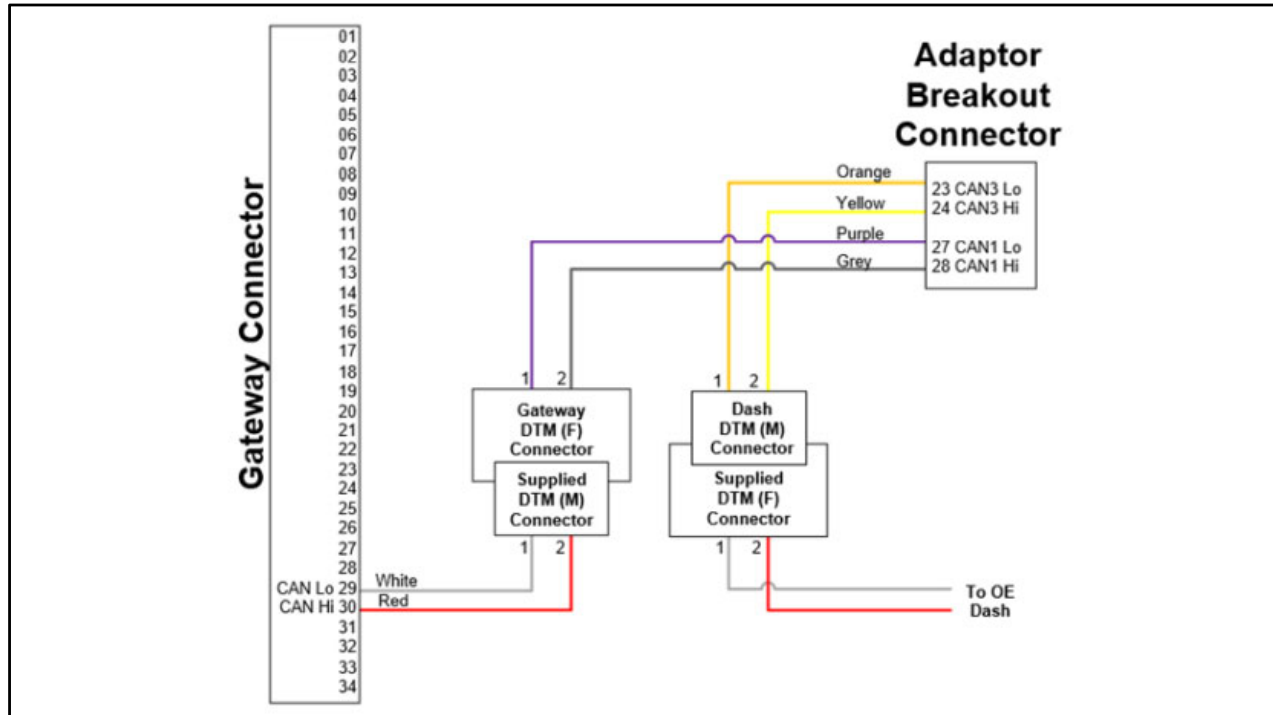 Gateway Connector
01
02
03
04
05
06
07
08
09
10
11
12
13
14
15
16
17
18
19
20
21
22
23
24
25
26
27
28
CAN Lo 29
CAN Hi 30
31
32
33
34
White
Red
Adaptor
Breakout
Connector
Orange
Yellow
Purple
Grey
23 CAN3 Lo
24 CAN3 Hi
27 CAN1 Lo
28 CAN1 Hi
1 2
Gateway
DTM (F)
Connector
Supplied
DTM (M)
Connector
1 2
1 2
Dash
DTM (M)
Connector
Supplied
DTM (F)
Connector
1 2
To OE
Dash